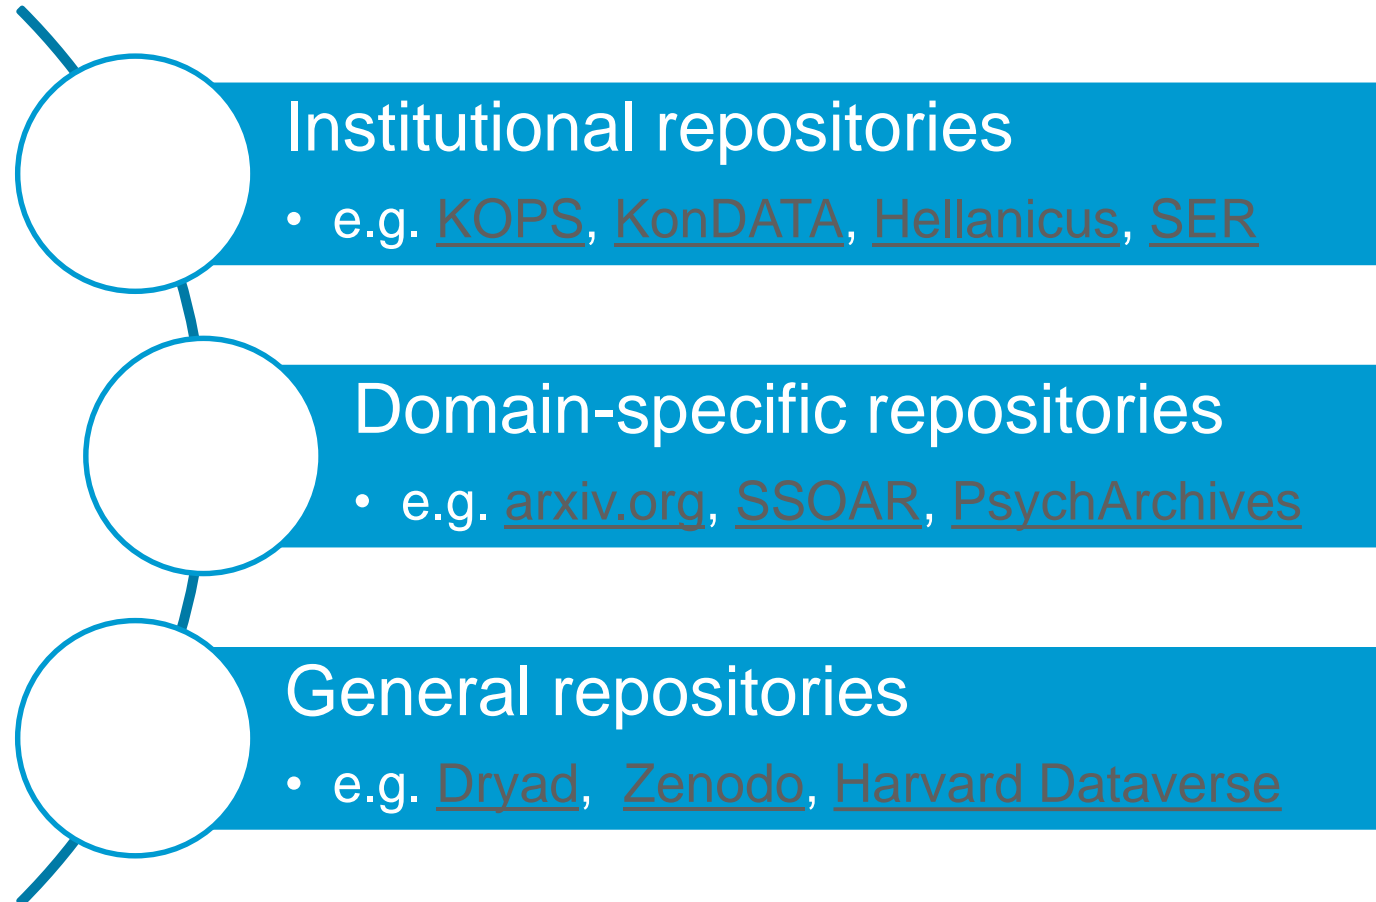 Institutional repositories
• e.g. KOPS, KonDATA, Hellanicus, SER
Domain-specific repositories
• e.g. arxiv.org, SSOAR, PsychArchives
General repositories
• e.g. Dryad, Zenodo, Harvard Dataverse